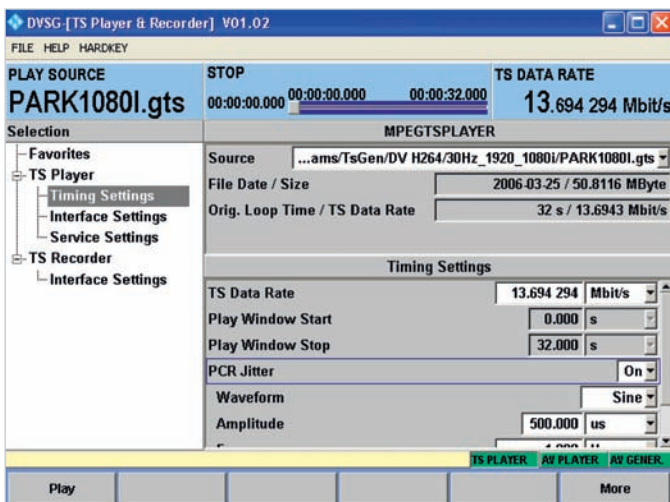 DVSG-[TS Player & Recorder] V01.02
FILE HELP HARDKEY
PLAY SOURCE
PARK1080I.gts
STOP
00:00:00.000 00:00:00.000 00:00:32.000
TS DATA RATE
13.694 294 Mbit/s
Selection
Favorites
TS Player
Timing Settings
Interface Settings
Service Settings
TS Recorder
Interface Settings
MPEGTSPLAYER
Source ...ams/TsGen/DV H264/30Hz_1920_1080i/PARK1080I.gts
File Date / Size 2006-03-25 / 50.8116 MByte
Orig. Loop Time / TS Data Rate 32 s / 13.6943 Mbit/s
Timing Settings
TS Data Rate 13.694 294 Mbit/s
Play Window Start 0.000 s
Play Window Stop 32.000 s
PCR Jitter On
Waveform Sine
Amplitude 500.000 us
TS PLAYER AV PLAYER AV GENER.
Play More